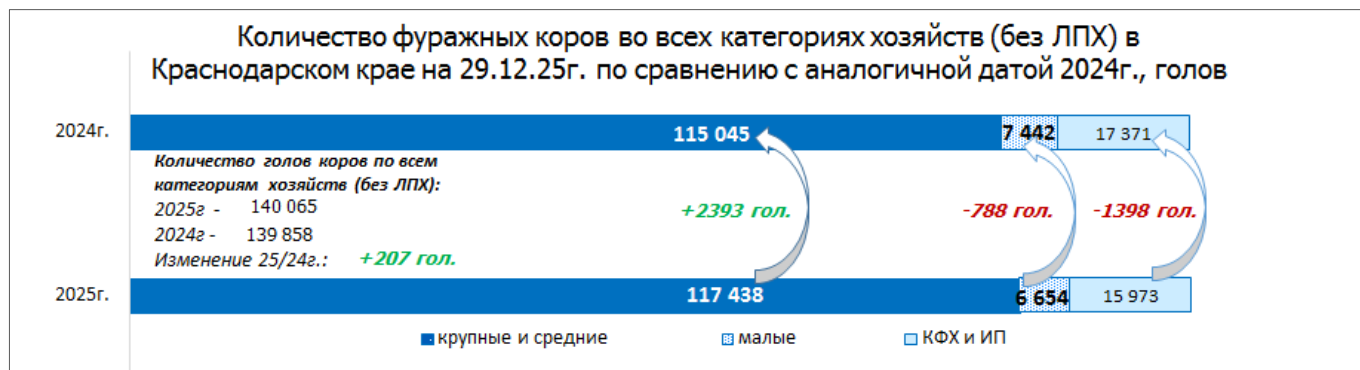 Количество фуражных коров во всех категориях хозяйств (без ЛПХ) в
Краснодарском крае на 29.12.25г. по сравнению с аналогичной датой 2024г., голов
2024г.
115 045
7 442
17 371
Количество голов коров по всем
категориям хозяйств (без ЛПХ):
2025г - 140 065
2024г - 139 858
Изменение 25/24г.: +207 гол.
+2393 гол.
-788 гол.
-1398 гол.
2025г.
117 438
6 654
15 973
крупные и средние
малые
КФХ и ИП